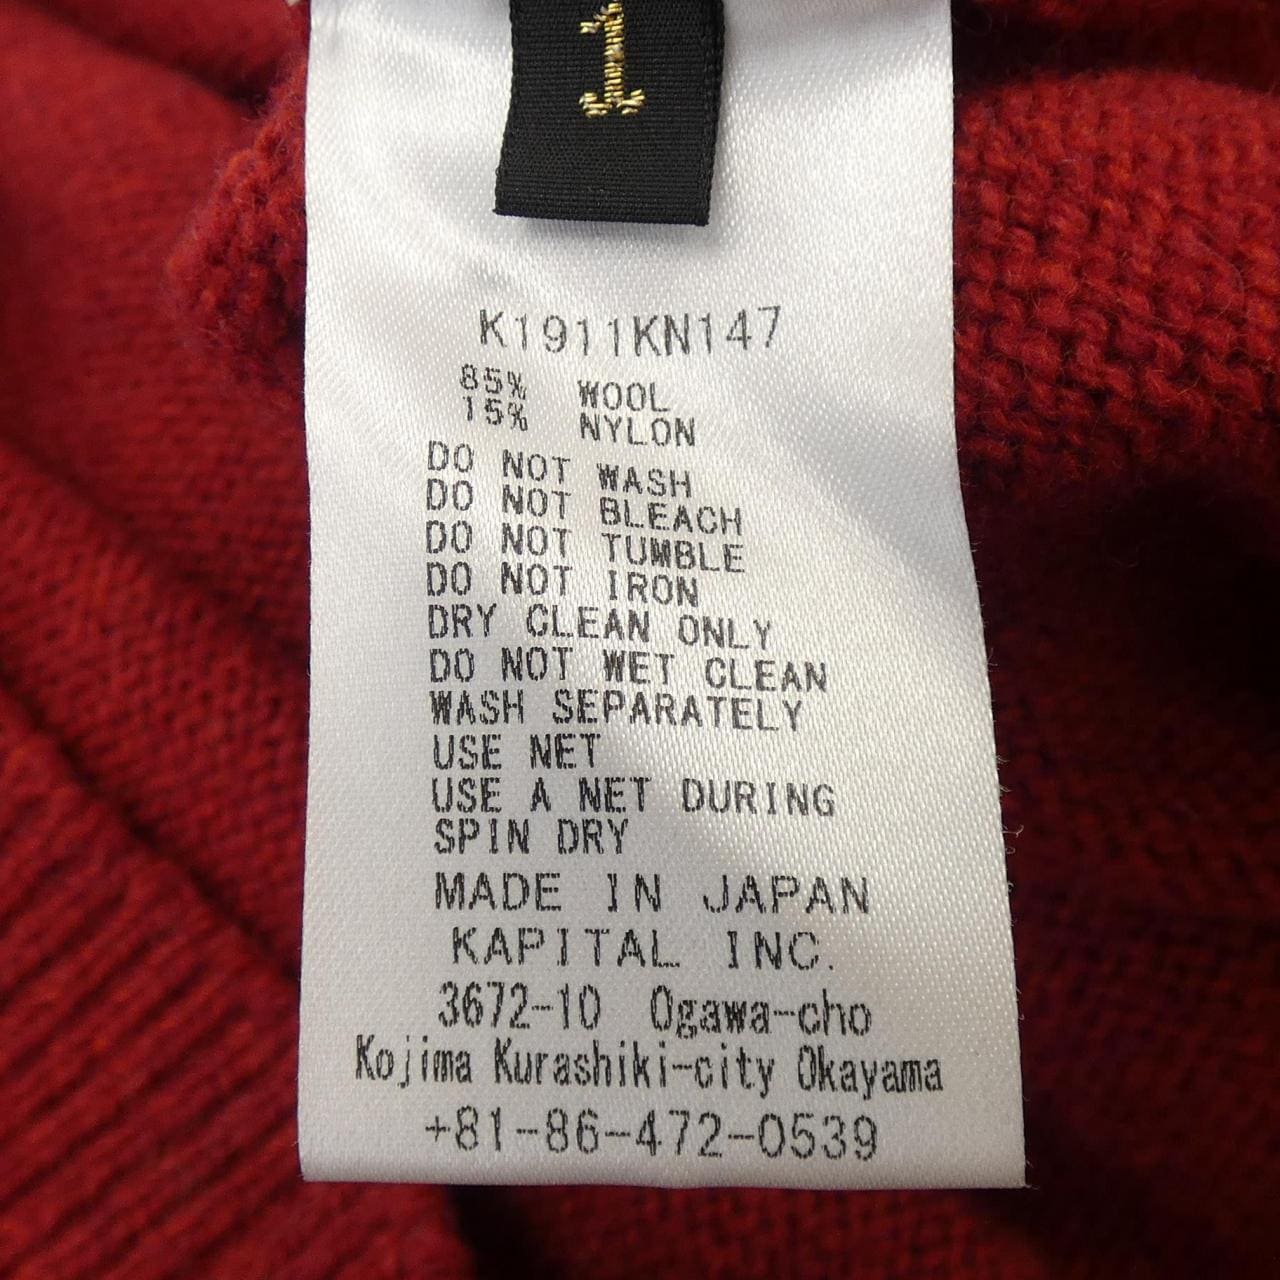 1
K1911KN147
85% WOOL
15% NYLON
DO NOT WASH
DO NOT BLEACH
DO NOT TUMBLE
DO NOT IRON
DRY CLEAN ONLY
DO NOT WET CLEAN
WASH SEPARATELY
USE NET
USE A NET DURING
SPIN DRY
MADE IN JAPAN
KAPITAL INC.
3672-10 Ogawa-cho
Kojima Kurashiki-city Okayama
+81-86-472-0539